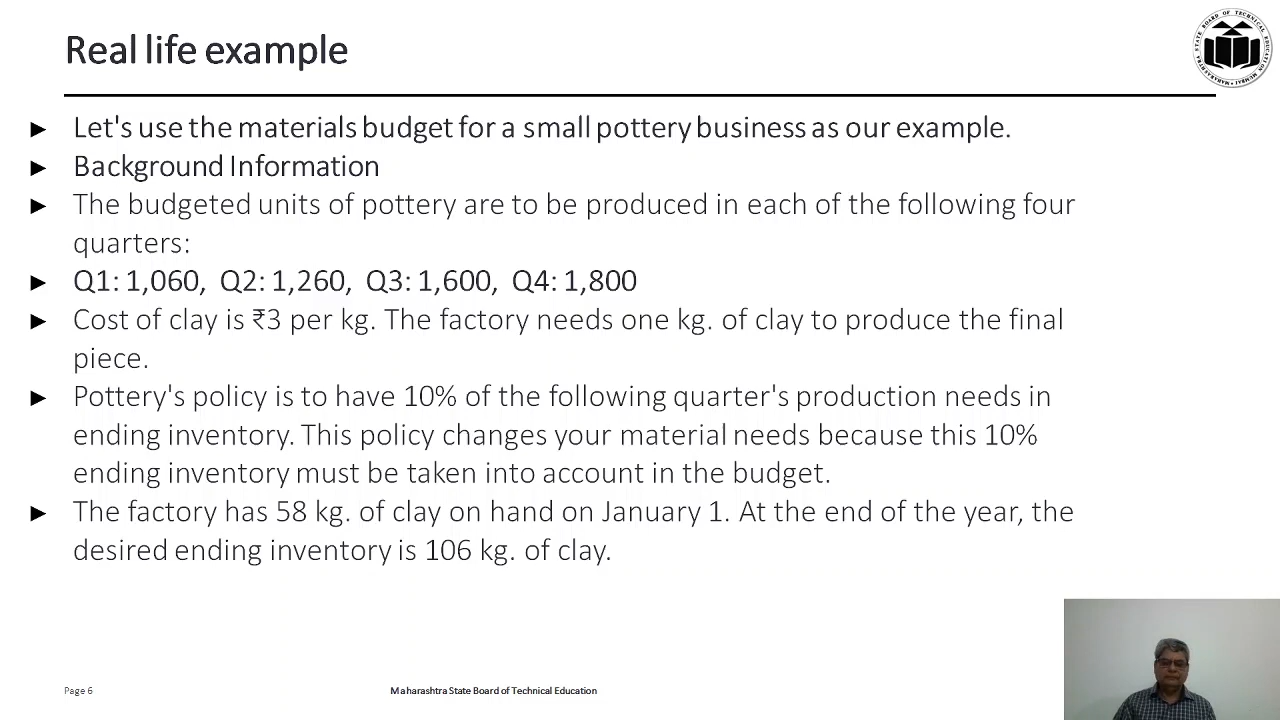 Real life example
MAHARASHTRA STATE BOARD OF TECHNICAL EDUCATION MUMBAI
► Let's use the materials budget for a small pottery business as our example.
► Background Information
► The budgeted units of pottery are to be produced in each of the following four
quarters:
► Q1: 1,060, Q2: 1,260, Q3: 1,600, Q4: 1,800
► Cost of clay is ₹3 per kg. The factory needs one kg. of clay to produce the final
piece.
► Pottery's policy is to have 10% of the following quarter's production needs in
ending inventory. This policy changes your material needs because this 10%
ending inventory must be taken into account in the budget.
► The factory has 58 kg. of clay on hand on January 1. At the end of the year, the
desired ending inventory is 106 kg. of clay.
Page 6
Maharashtra State Board of Technical Education